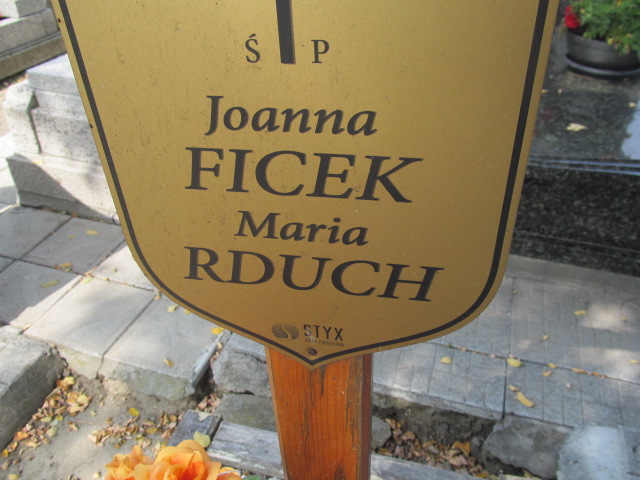 Ś P
Joanna
FICEK
Maria
RDUCH
STYX